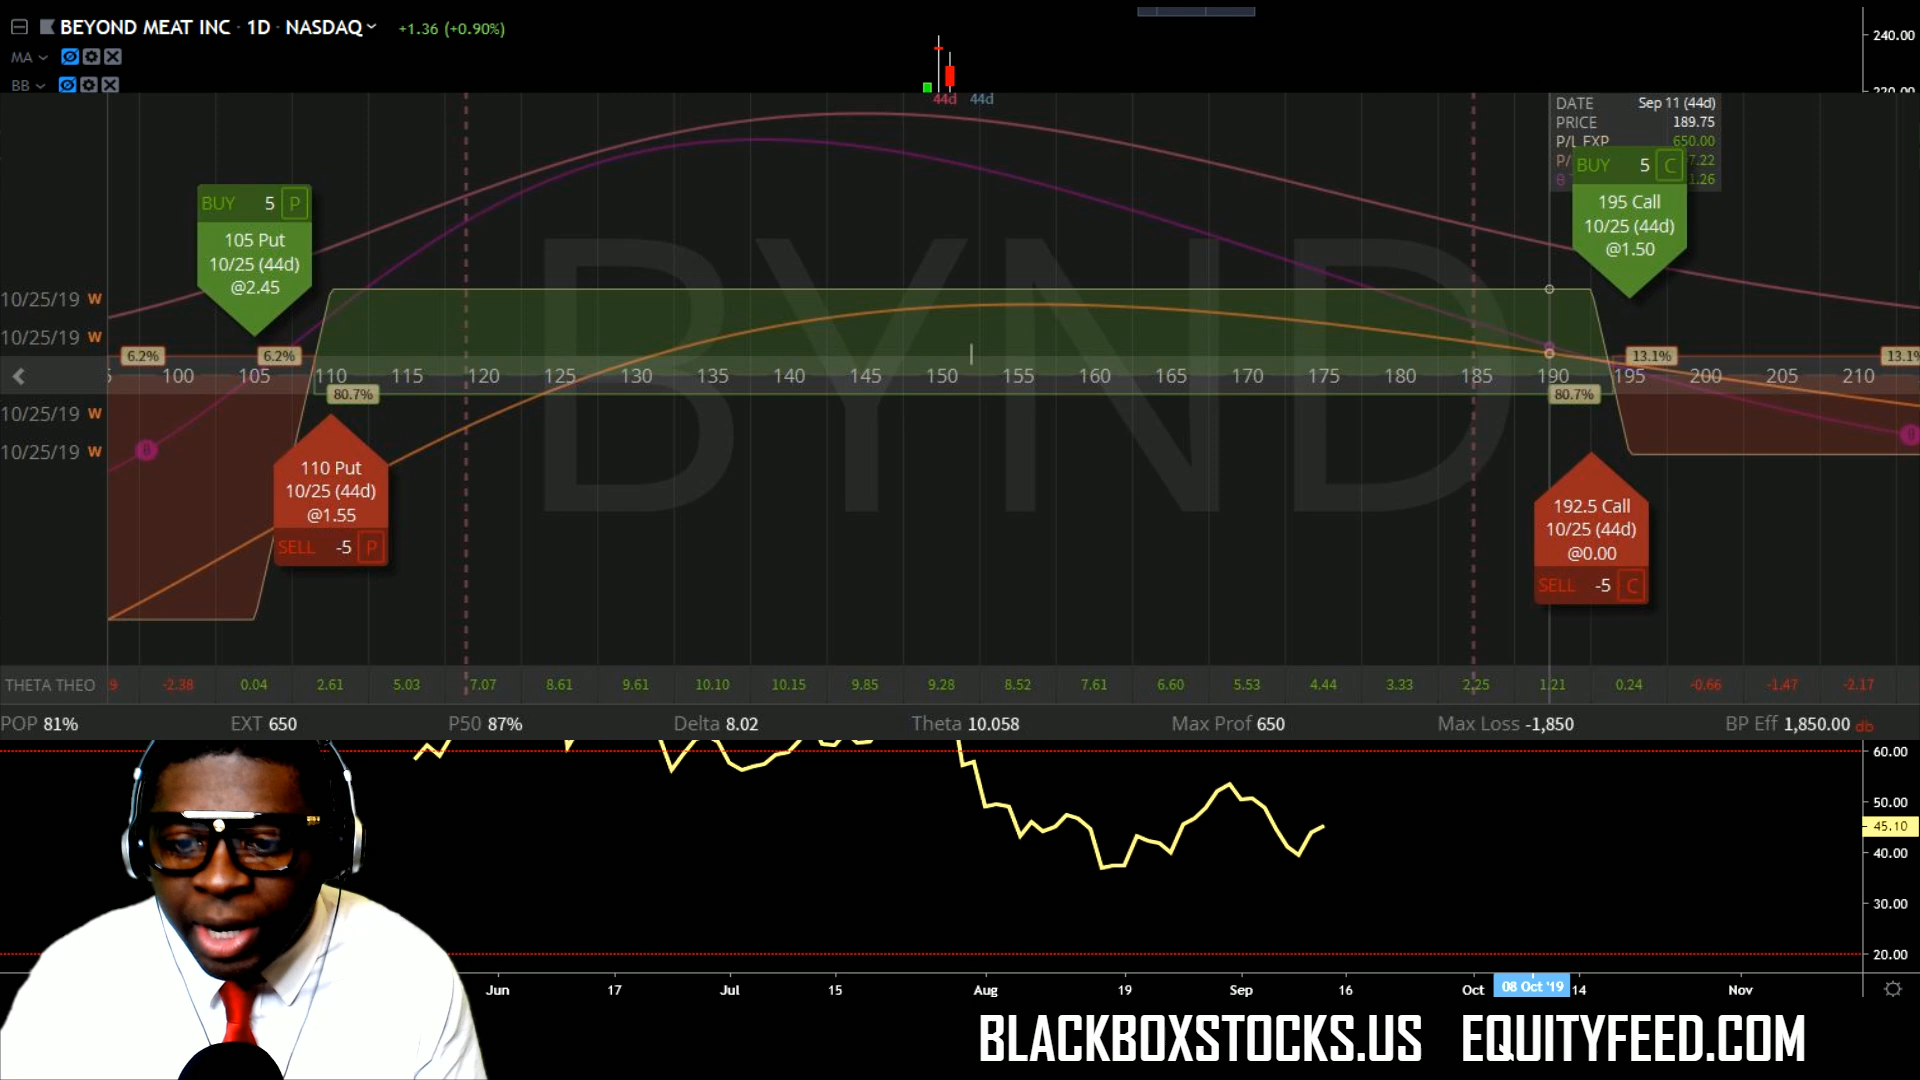 BEYOND MEAT INC · 1D · NASDAQ +1.36 (+0.90%)
MA
BB
240.00
44d 44d
DATE Sep 11 (44d)
PRICE 189.75
P/L EXP 650.00
BUY 5 C
195 Call
10/25 (44d)
@1.50
BUY 5 P
105 Put
10/25 (44d)
@2.45
BYND
10/25/19 W
10/25/19 W
6.2% 6.2% 13.1% 13.1%
100 105 110 115 120 125 130 135 140 145 150 155 160 165 170 175 180 185 190 195 200 205 210
80.7% 80.7%
10/25/19 W
10/25/19 W
110 Put
10/25 (44d)
@1.55
SELL -5 P
192.5 Call
10/25 (44d)
@0.00
SELL -5 C
THETA THEO 9 -2.38 0.04 2.61 5.03 7.07 8.61 9.61 10.10 10.15 9.85 9.28 8.52 7.61 6.60 5.53 4.44 3.33 2.25 1.21 0.24 -0.66 -1.47 -2.17
POP 81% EXT 650 P50 87% Delta 8.02 Theta 10.058 Max Prof 650 Max Loss -1,850 BP Eff 1,850.00 db
60.00
50.00
45.10
40.00
30.00
20.00
Jun 17 Jul 15 Aug 19 Sep 16 Oct 08 Oct '19 14 Nov
BLACKBOXSTOCKS.US EQUITYFEED.COM